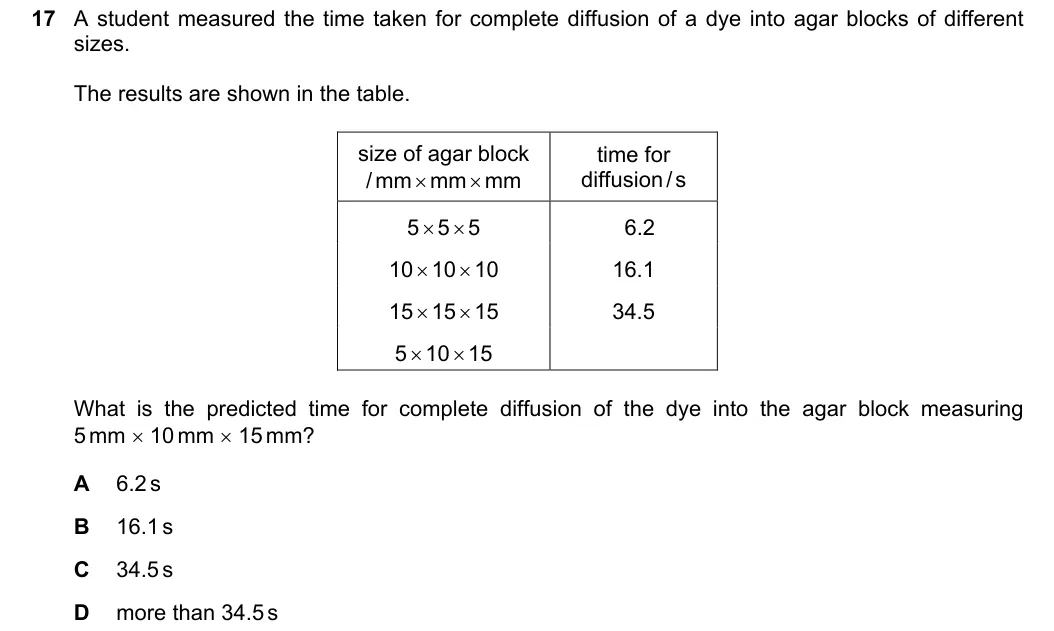 17 A student measured the time taken for complete diffusion of a dye into agar blocks of different
sizes.
The results are shown in the table.
size of agar block
/ mm × mm × mm
time for
diffusion / s
5 × 5 × 5 6.2
10 × 10 × 10 16.1
15 × 15 × 15 34.5
5 × 10 × 15
What is the predicted time for complete diffusion of the dye into the agar block measuring
5 mm × 10 mm × 15 mm?
A 6.2 s
B 16.1 s
C 34.5 s
D more than 34.5 s